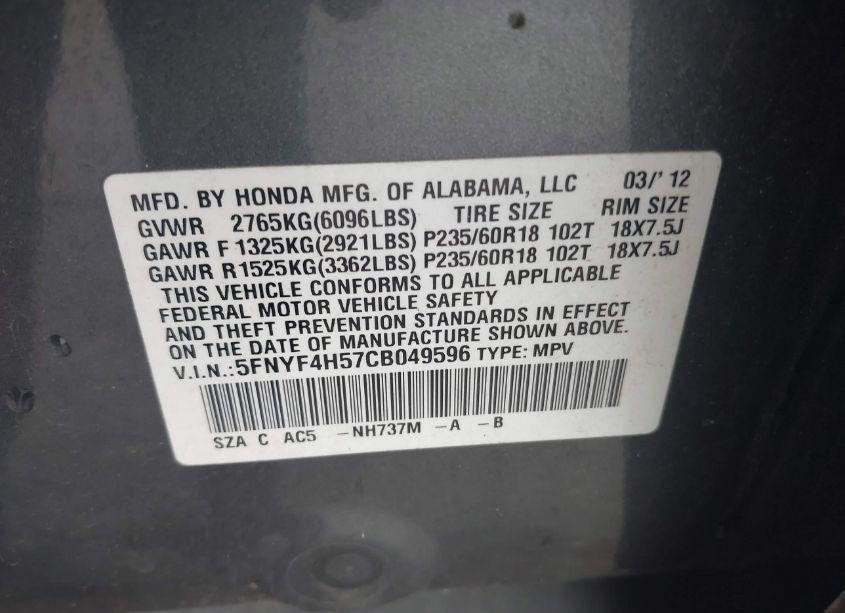 MFD. BY HONDA MFG. OF ALABAMA, LLC 03/'12
GVWR 2765KG(6096LBS) TIRE SIZE RIM SIZE
GAWR F 1325KG(2921LBS) P235/60R18 102T 18X7.5J
GAWR R 1525KG(3362LBS) P235/60R18 102T 18X7.5J
THIS VEHICLE CONFORMS TO ALL APPLICABLE
FEDERAL MOTOR VEHICLE SAFETY
AND THEFT PREVENTION STANDARDS IN EFFECT
ON THE DATE OF MANUFACTURE SHOWN ABOVE.
V.I.N.:5FNYF4H57CB049596 TYPE: MPV
SZA C AC5 -NH737M -A -B